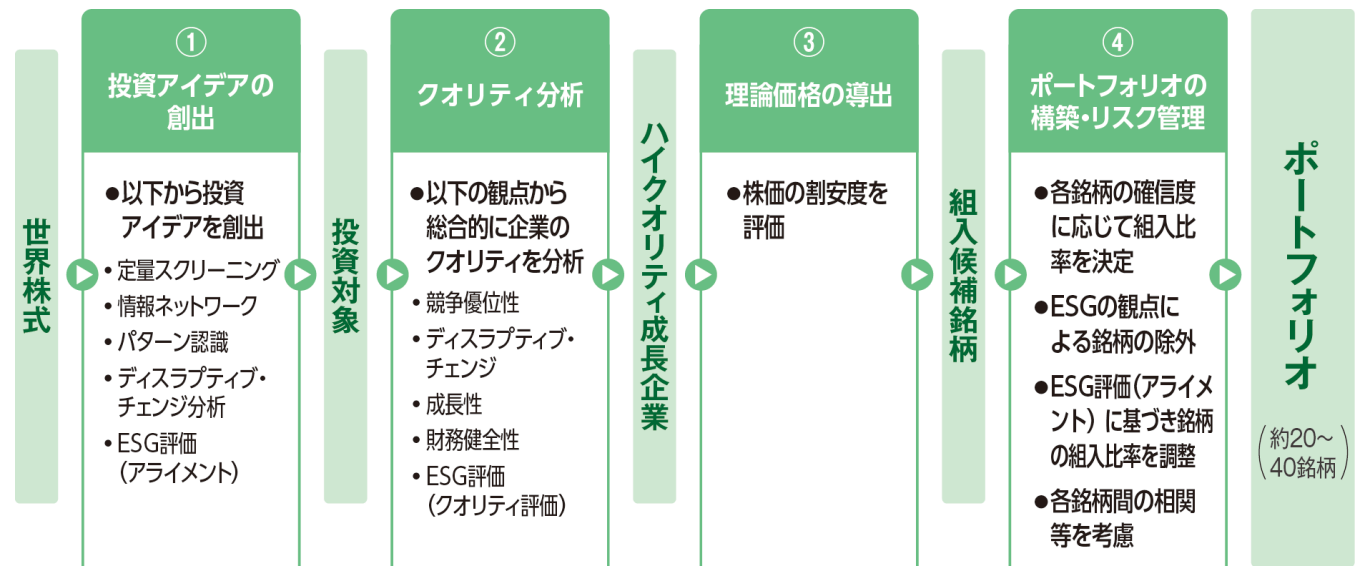 世界株式
①
投資アイデアの
創出
●以下から投資
アイデアを創出
•定量スクリーニング
•情報ネットワーク
•パターン認識
•ディスラプティブ・
チェンジ分析
•ESG評価
（アライメント）
投資対象
②
クオリティ分析
●以下の観点から
総合的に企業の
クオリティを分析
•競争優位性
•ディスラプティブ・
チェンジ
•成長性
•財務健全性
•ESG評価
（クオリティ評価）
ハイクオリティ成長企業
③
理論価格の導出
●株価の割安度を
評価
組入候補銘柄
④
ポートフォリオの
構築・リスク管理
●各銘柄の確信度
に応じて組入比
率を決定
●ESGの観点に
よる銘柄の除外
●ESG評価（アライメ
ント）に基づき銘柄
の組入比率を調整
●各銘柄間の相関
等を考慮
ポートフォリオ
（約20～
40銘柄）